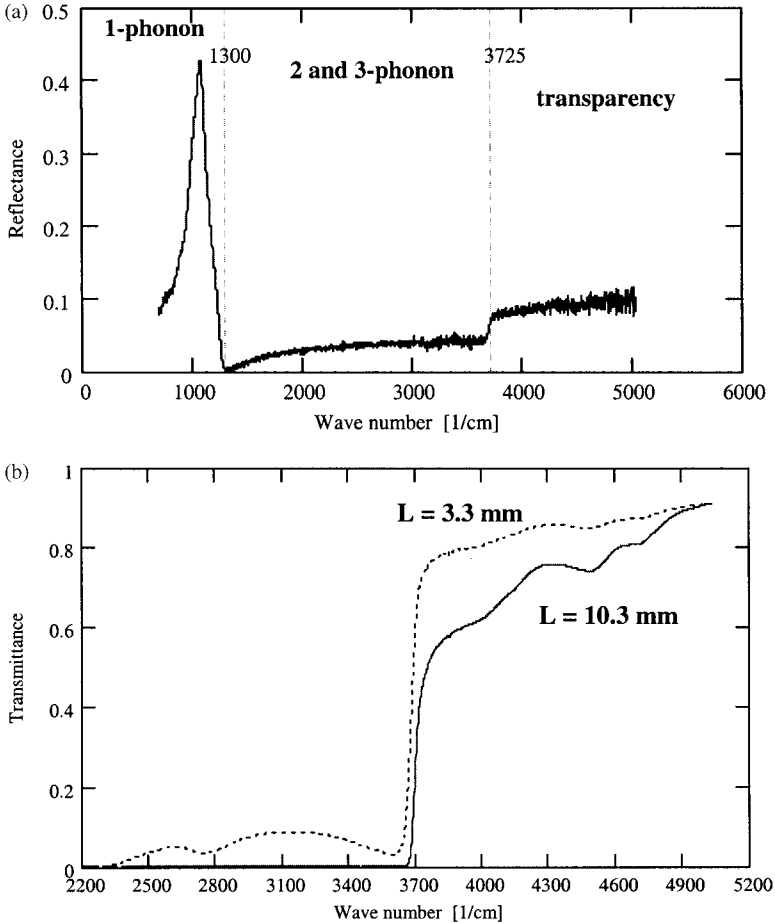 (a)
0.5
0.4
0.3
0.2
0.1
0
Reflectance
1-phonon
1300
2 and 3-phonon
3725
transparency
0 1000 2000 3000 4000 5000 6000
Wave number [1/cm]
(b)
1
0.8
0.6
0.4
0.2
0
Transmittance
L = 3.3 mm
L = 10.3 mm
2200 2500 2800 3100 3400 3700 4000 4300 4600 4900 5200
Wave number [1/cm]